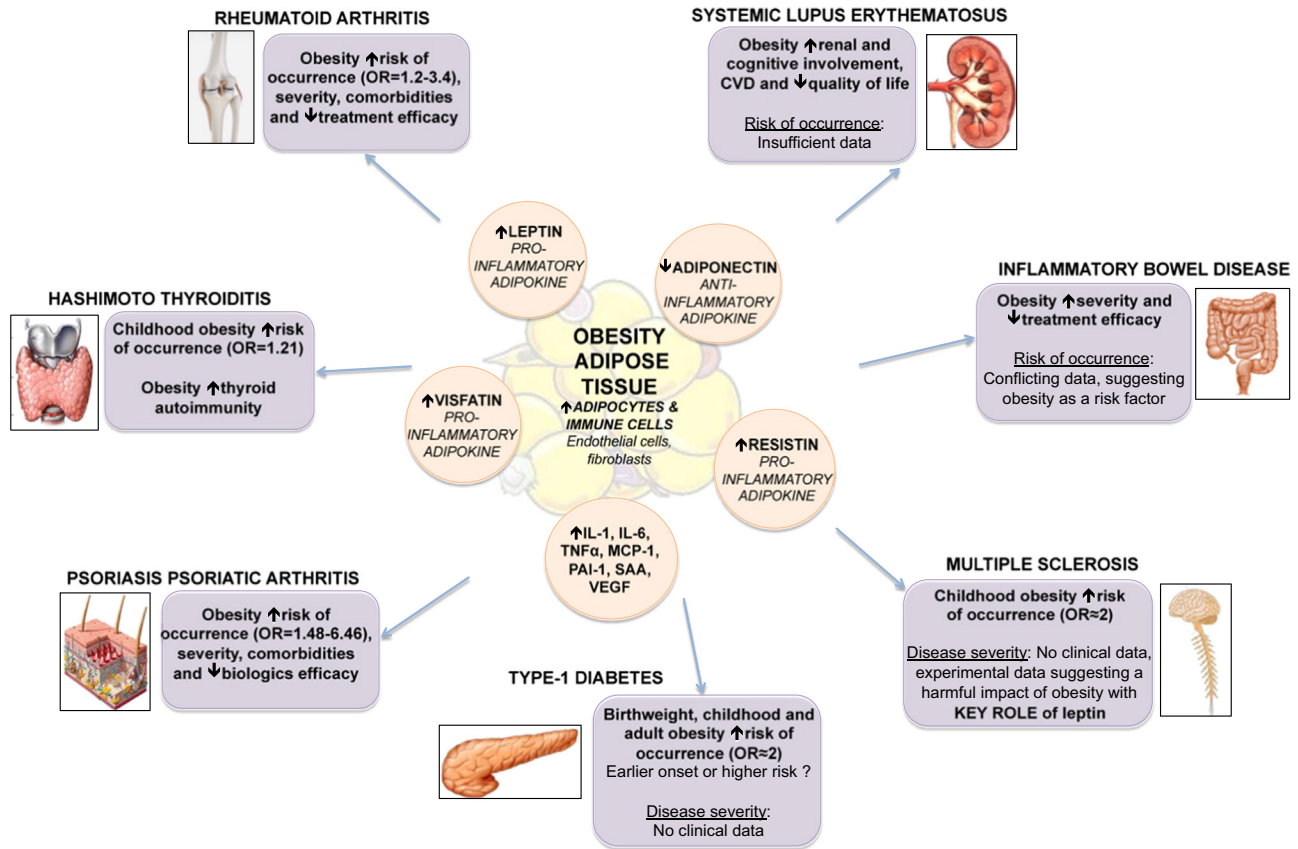 RHEUMATOID ARTHRITIS
Obesity ↑risk of
occurrence (OR=1.2-3.4),
severity, comorbidities
and ↓treatment efficacy
SYSTEMIC LUPUS ERYTHEMATOSUS
Obesity ↑renal and
cognitive involvement,
CVD and ↓quality of life
Risk of occurrence:
Insufficient data
↑LEPTIN
PRO-
INFLAMMATORY
ADIPOKINE
↓ADIPONECTIN
ANTI-
INFLAMMATORY
ADIPOKINE
INFLAMMATORY BOWEL DISEASE
Obesity ↑severity and
↓treatment efficacy
Risk of occurrence:
Conflicting data, suggesting
obesity as a risk factor
HASHIMOTO THYROIDITIS
Childhood obesity ↑risk
of occurrence (OR=1.21)
Obesity ↑thyroid
autoimmunity
OBESITY
ADIPOSE
TISSUE
↑ADIPOCYTES &
IMMUNE CELLS
Endothelial cells,
fibroblasts
↑VISFATIN
PRO-
INFLAMMATORY
ADIPOKINE
↑RESISTIN
PRO-
INFLAMMATORY
ADIPOKINE
↑IL-1, IL-6,
TNFα, MCP-1,
PAI-1, SAA,
VEGF
PSORIASIS PSORIATIC ARTHRITIS
Obesity ↑risk of
occurrence (OR=1.48-6.46),
severity, comorbidities
and ↓biologics efficacy
MULTIPLE SCLEROSIS
Childhood obesity ↑risk
of occurrence (OR≈2)
Disease severity: No clinical data,
experimental data suggesting a
harmful impact of obesity with
KEY ROLE of leptin
TYPE-1 DIABETES
Birthweight, childhood and
adult obesity ↑risk of
occurrence (OR≈2)
Earlier onset or higher risk ?
Disease severity:
No clinical data